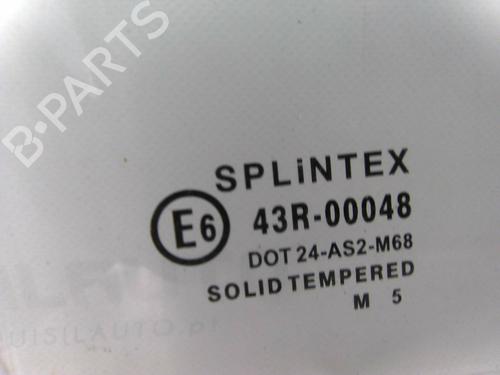 B-PARTS
SPLiNTEX
E6
43R-00048
DOT 24-AS2-M68
SOLID TEMPERED
M 5